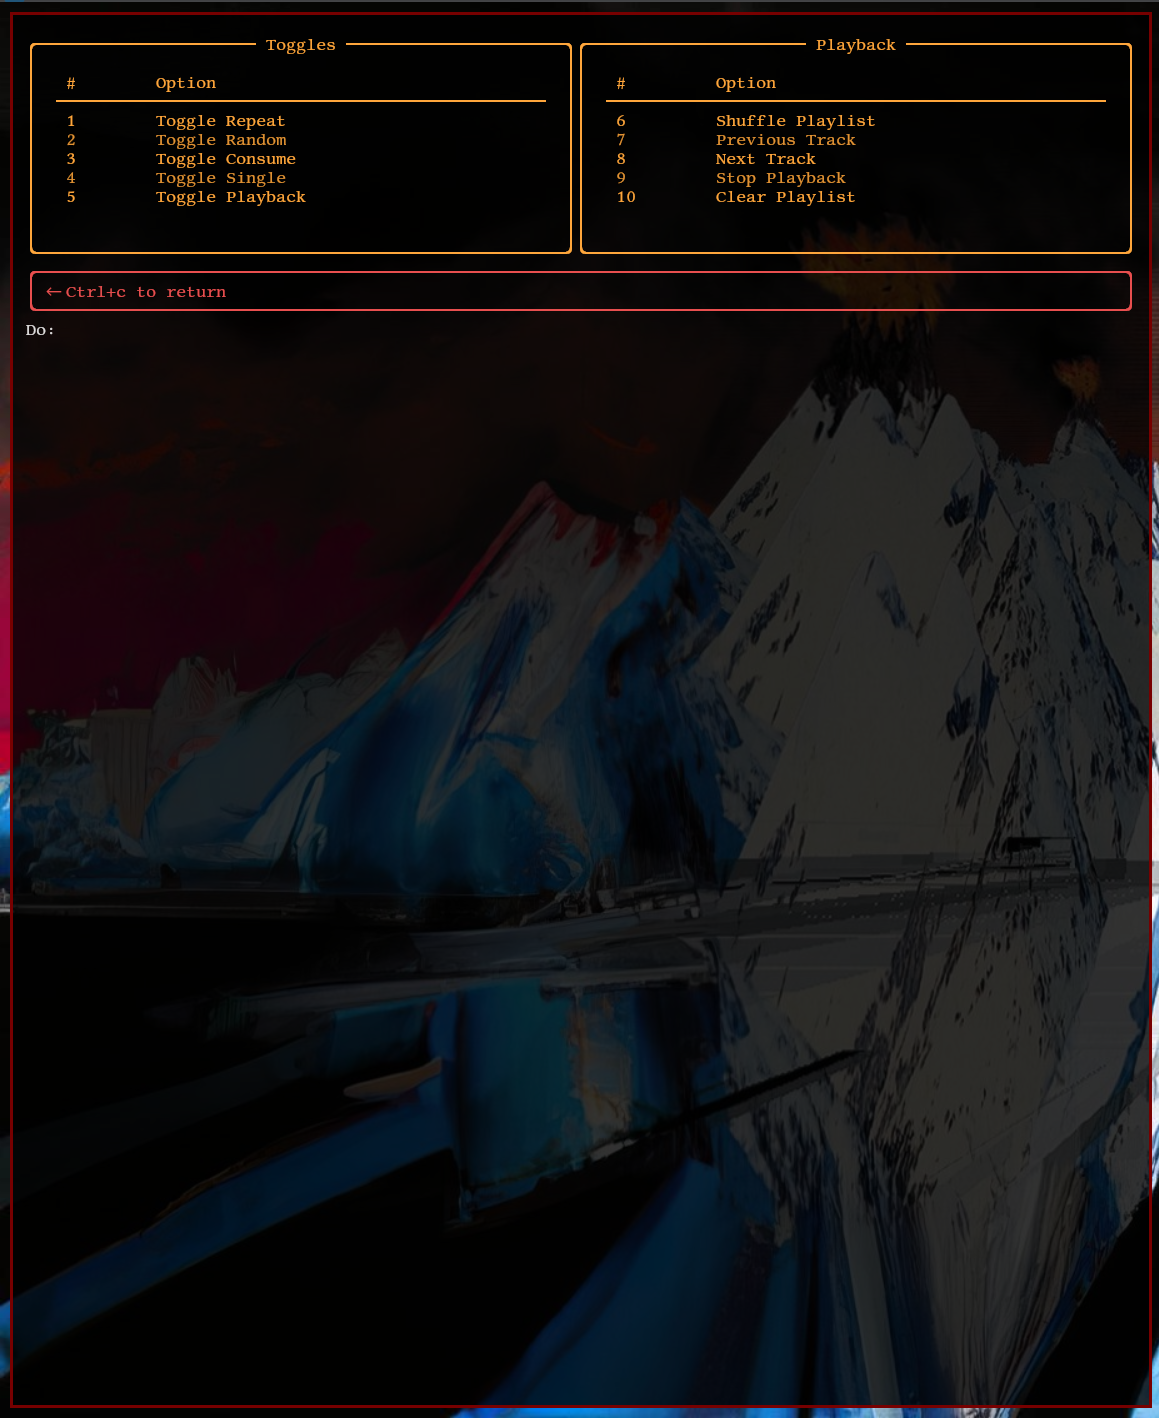 Toggles
# Option
1 Toggle Repeat
2 Toggle Random
3 Toggle Consume
4 Toggle Single
5 Toggle Playback
Playback
# Option
6 Shuffle Playlist
7 Previous Track
8 Next Track
9 Stop Playback
10 Clear Playlist
←Ctrl+c to return
Do: